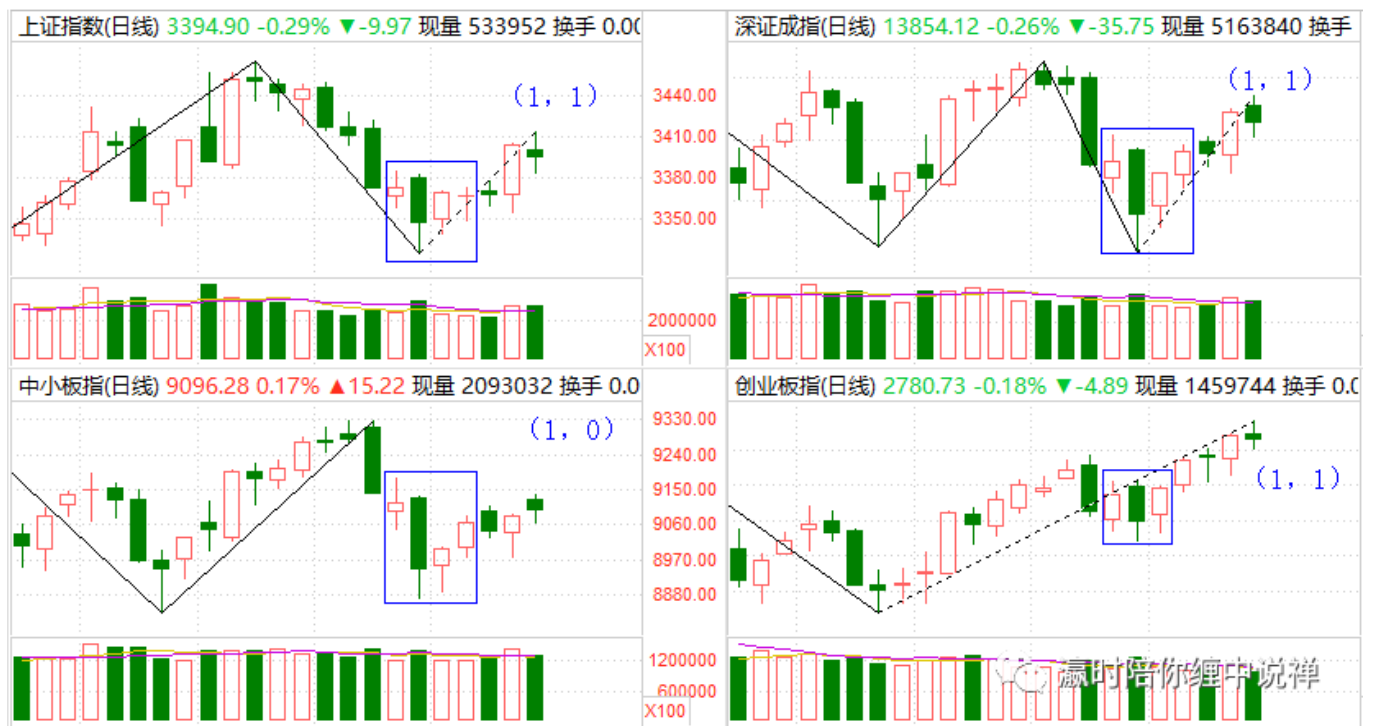 上证指数(日线) 3394.90 -0.29% ▼-9.97 现量 533952 换手 0.00
(1, 1)
3440.00
3410.00
3380.00
3350.00
2000000
X100
深证成指(日线) 13854.12 -0.26% ▼-35.75 现量 5163840 换手
(1, 1)
中小板指(日线) 9096.28 0.17% ▲15.22 现量 2093032 换手 0.0
(1, 0)
9330.00
9240.00
9150.00
9060.00
8970.00
8880.00
1200000
600000
X100
创业板指(日线) 2780.73 -0.18% ▼-4.89 现量 1459744 换手 0.0
(1, 1)
瀛时陪你缠中说禅